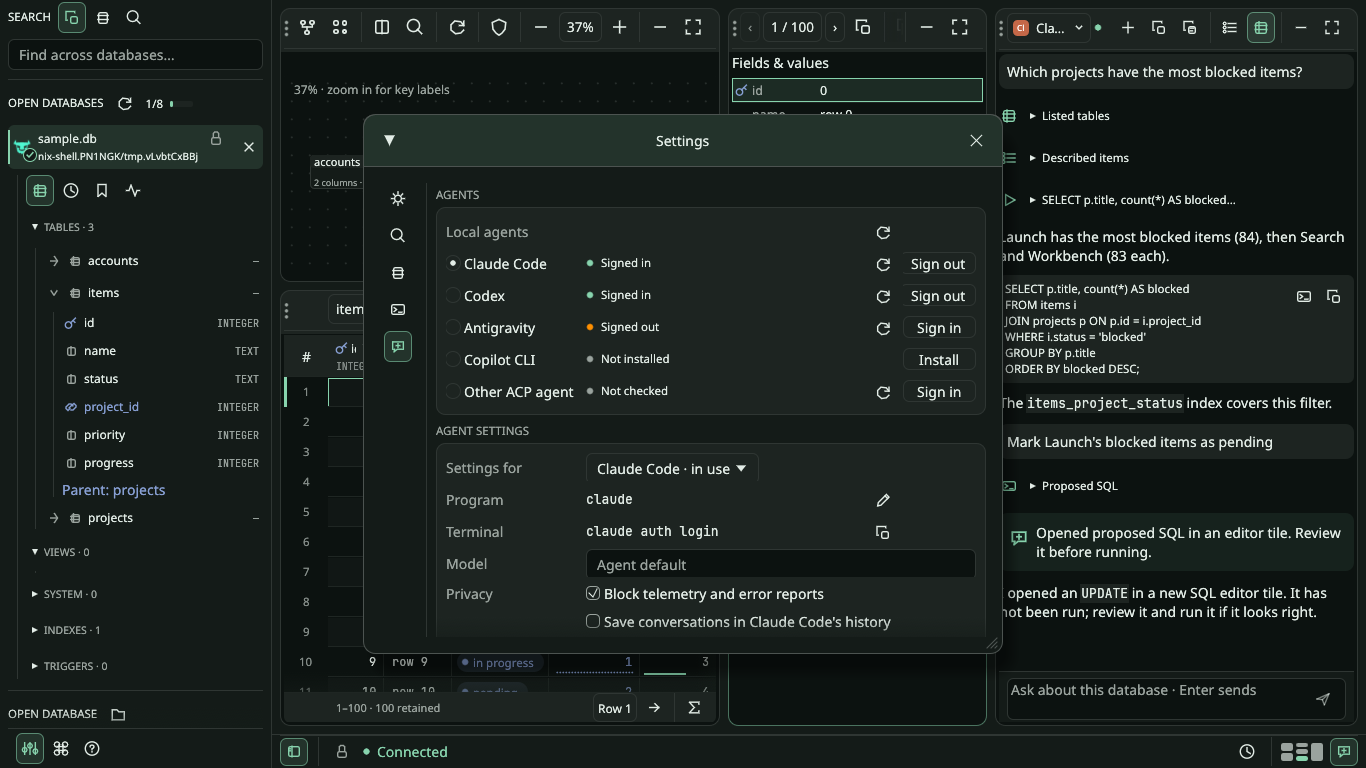 SEARCH
Find across databases...
OPEN DATABASES
1/8
sample.db
nix-shell.PN1NGK/tmp.vLvbtCxBBj
TABLES · 3
accounts
items
id INTEGER
name TEXT
status TEXT
project_id INTEGER
priority INTEGER
progress INTEGER
Parent: projects
projects
VIEWS · 0
SYSTEM · 0
INDEXES · 1
TRIGGERS · 0
OPEN DATABASE
37%
37% · zoom in for key labels
accounts
2 columns ·
#
1
2
3
4
5
6
7
8
9
10 9 row 9 in progress 1 3
1–100 · 100 retained
Row 1
1 / 100
Fields & values
id 0
Settings
AGENTS
Local agents
Claude Code Signed in Sign out
Codex Signed in Sign out
Antigravity Signed out Sign in
Copilot CLI Not installed Install
Other ACP agent Not checked Sign in
AGENT SETTINGS
Settings for Claude Code · in use
Program claude
Terminal claude auth login
Model Agent default
Privacy Block telemetry and error reports
Save conversations in Claude Code's history
CI
Cla...
Which projects have the most blocked items?
Listed tables
Described items
SELECT p.title, count(*) AS blocked...
Launch has the most blocked items (84), then Search
and Workbench (83 each).
SELECT p.title, count(*) AS blocked
FROM items i
JOIN projects p ON p.id = i.project_id
WHERE i.status = 'blocked'
GROUP BY p.title
ORDER BY blocked DESC;
The items_project_status index covers this filter.
Mark Launch's blocked items as pending
Proposed SQL
Opened proposed SQL in an editor tile. Review
it before running.
opened an UPDATE in a new SQL editor tile. It has
not been run; review it and run it if it looks right.
Ask about this database · Enter sends
Connected